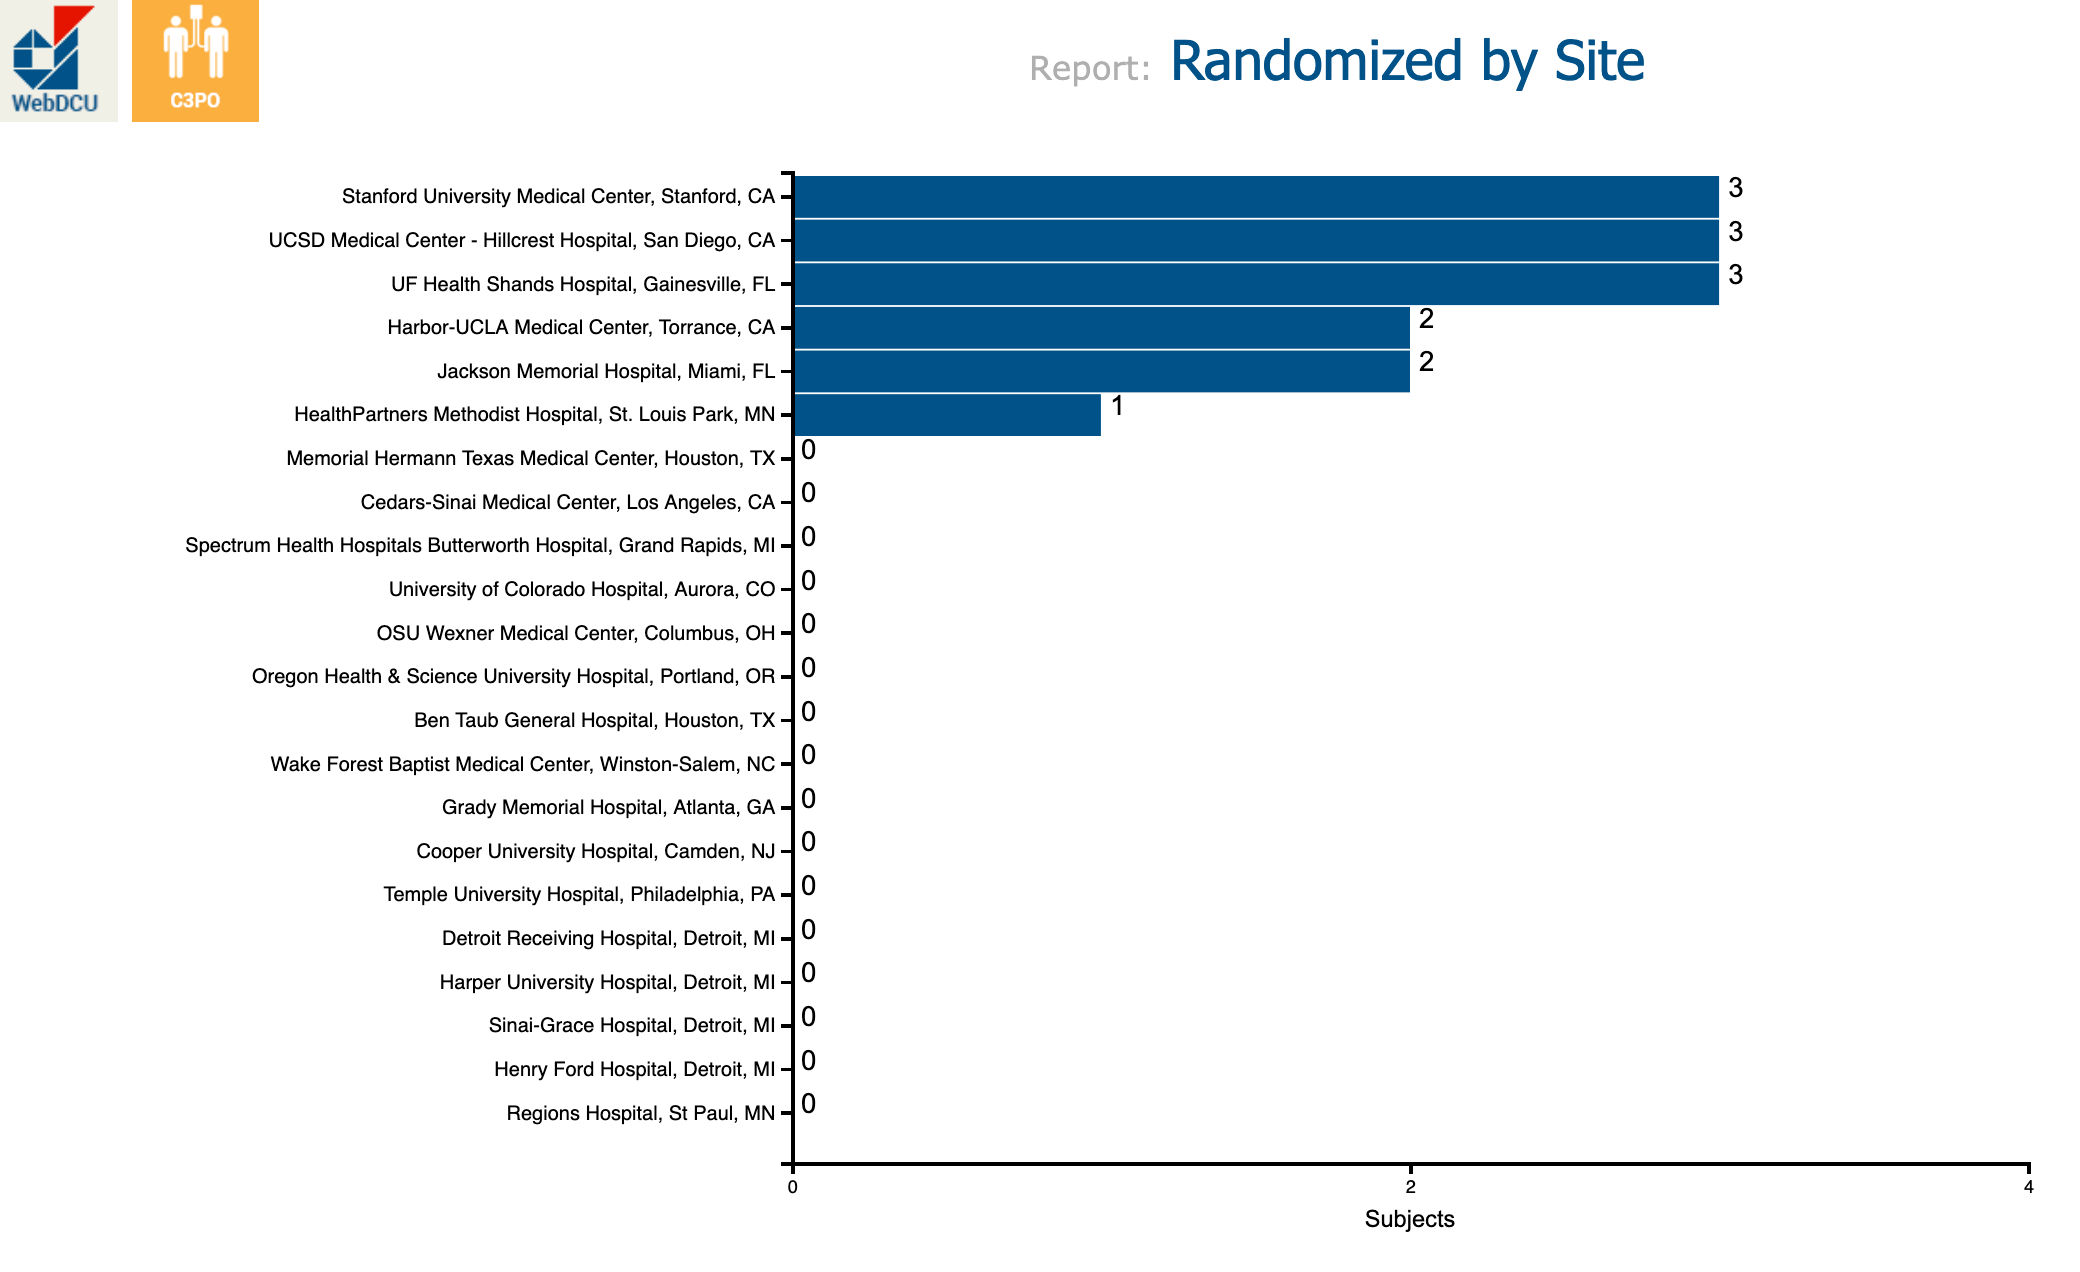 WebDCU
C3PO
Report: Randomized by Site
Stanford University Medical Center, Stanford, CA 3
UCSD Medical Center - Hillcrest Hospital, San Diego, CA 3
UF Health Shands Hospital, Gainesville, FL 3
Harbor-UCLA Medical Center, Torrance, CA 2
Jackson Memorial Hospital, Miami, FL 2
HealthPartners Methodist Hospital, St. Louis Park, MN 1
Memorial Hermann Texas Medical Center, Houston, TX 0
Cedars-Sinai Medical Center, Los Angeles, CA 0
Spectrum Health Hospitals Butterworth Hospital, Grand Rapids, MI 0
University of Colorado Hospital, Aurora, CO 0
OSU Wexner Medical Center, Columbus, OH 0
Oregon Health & Science University Hospital, Portland, OR 0
Ben Taub General Hospital, Houston, TX 0
Wake Forest Baptist Medical Center, Winston-Salem, NC 0
Grady Memorial Hospital, Atlanta, GA 0
Cooper University Hospital, Camden, NJ 0
Temple University Hospital, Philadelphia, PA 0
Detroit Receiving Hospital, Detroit, MI 0
Harper University Hospital, Detroit, MI 0
Sinai-Grace Hospital, Detroit, MI 0
Henry Ford Hospital, Detroit, MI 0
Regions Hospital, St Paul, MN 0
0 2 4
Subjects